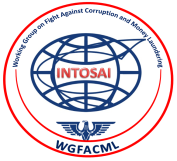 Working Group on Fight Against Corruption and Money Laundering
INTOSAI
WGFACML